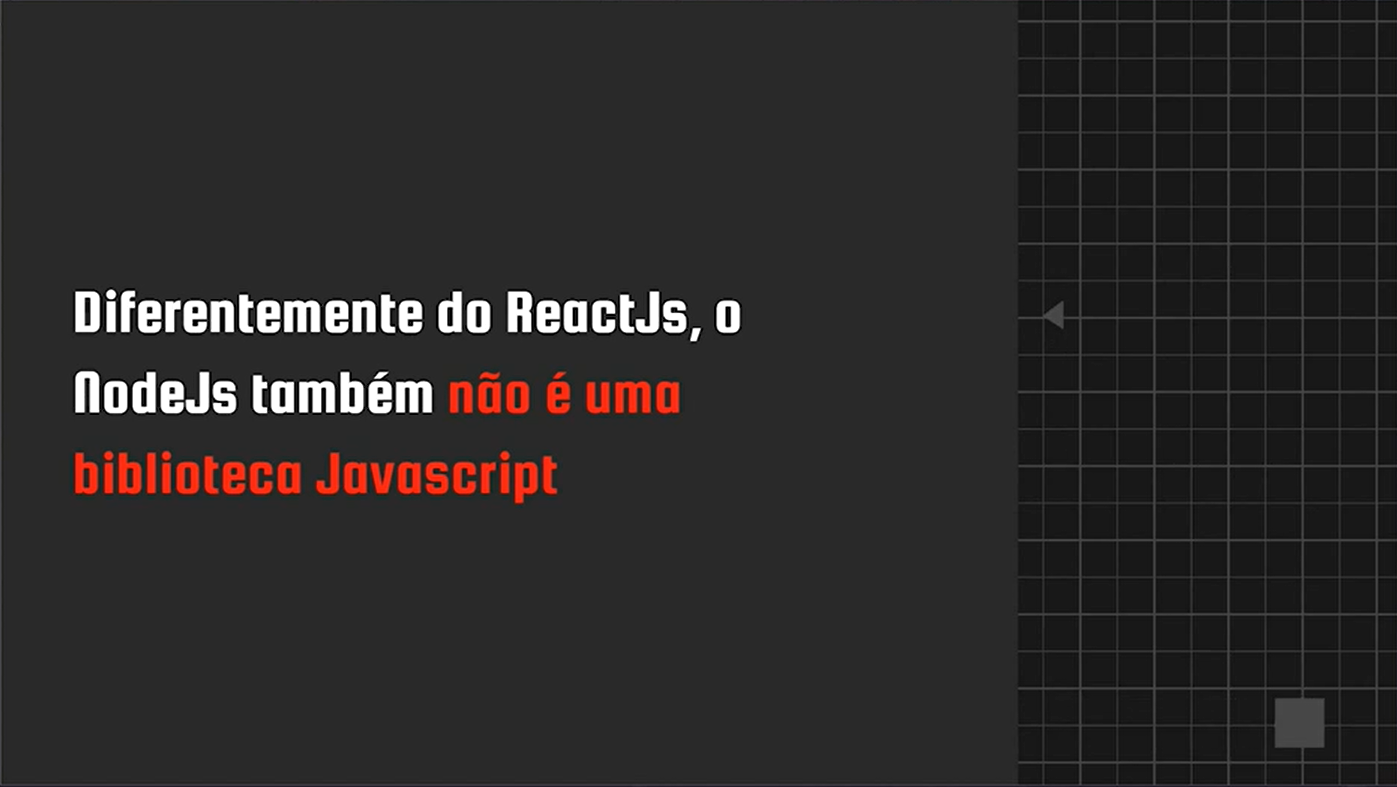 Diferentemente do ReactJs, o
NodeJs também não é uma
biblioteca Javascript